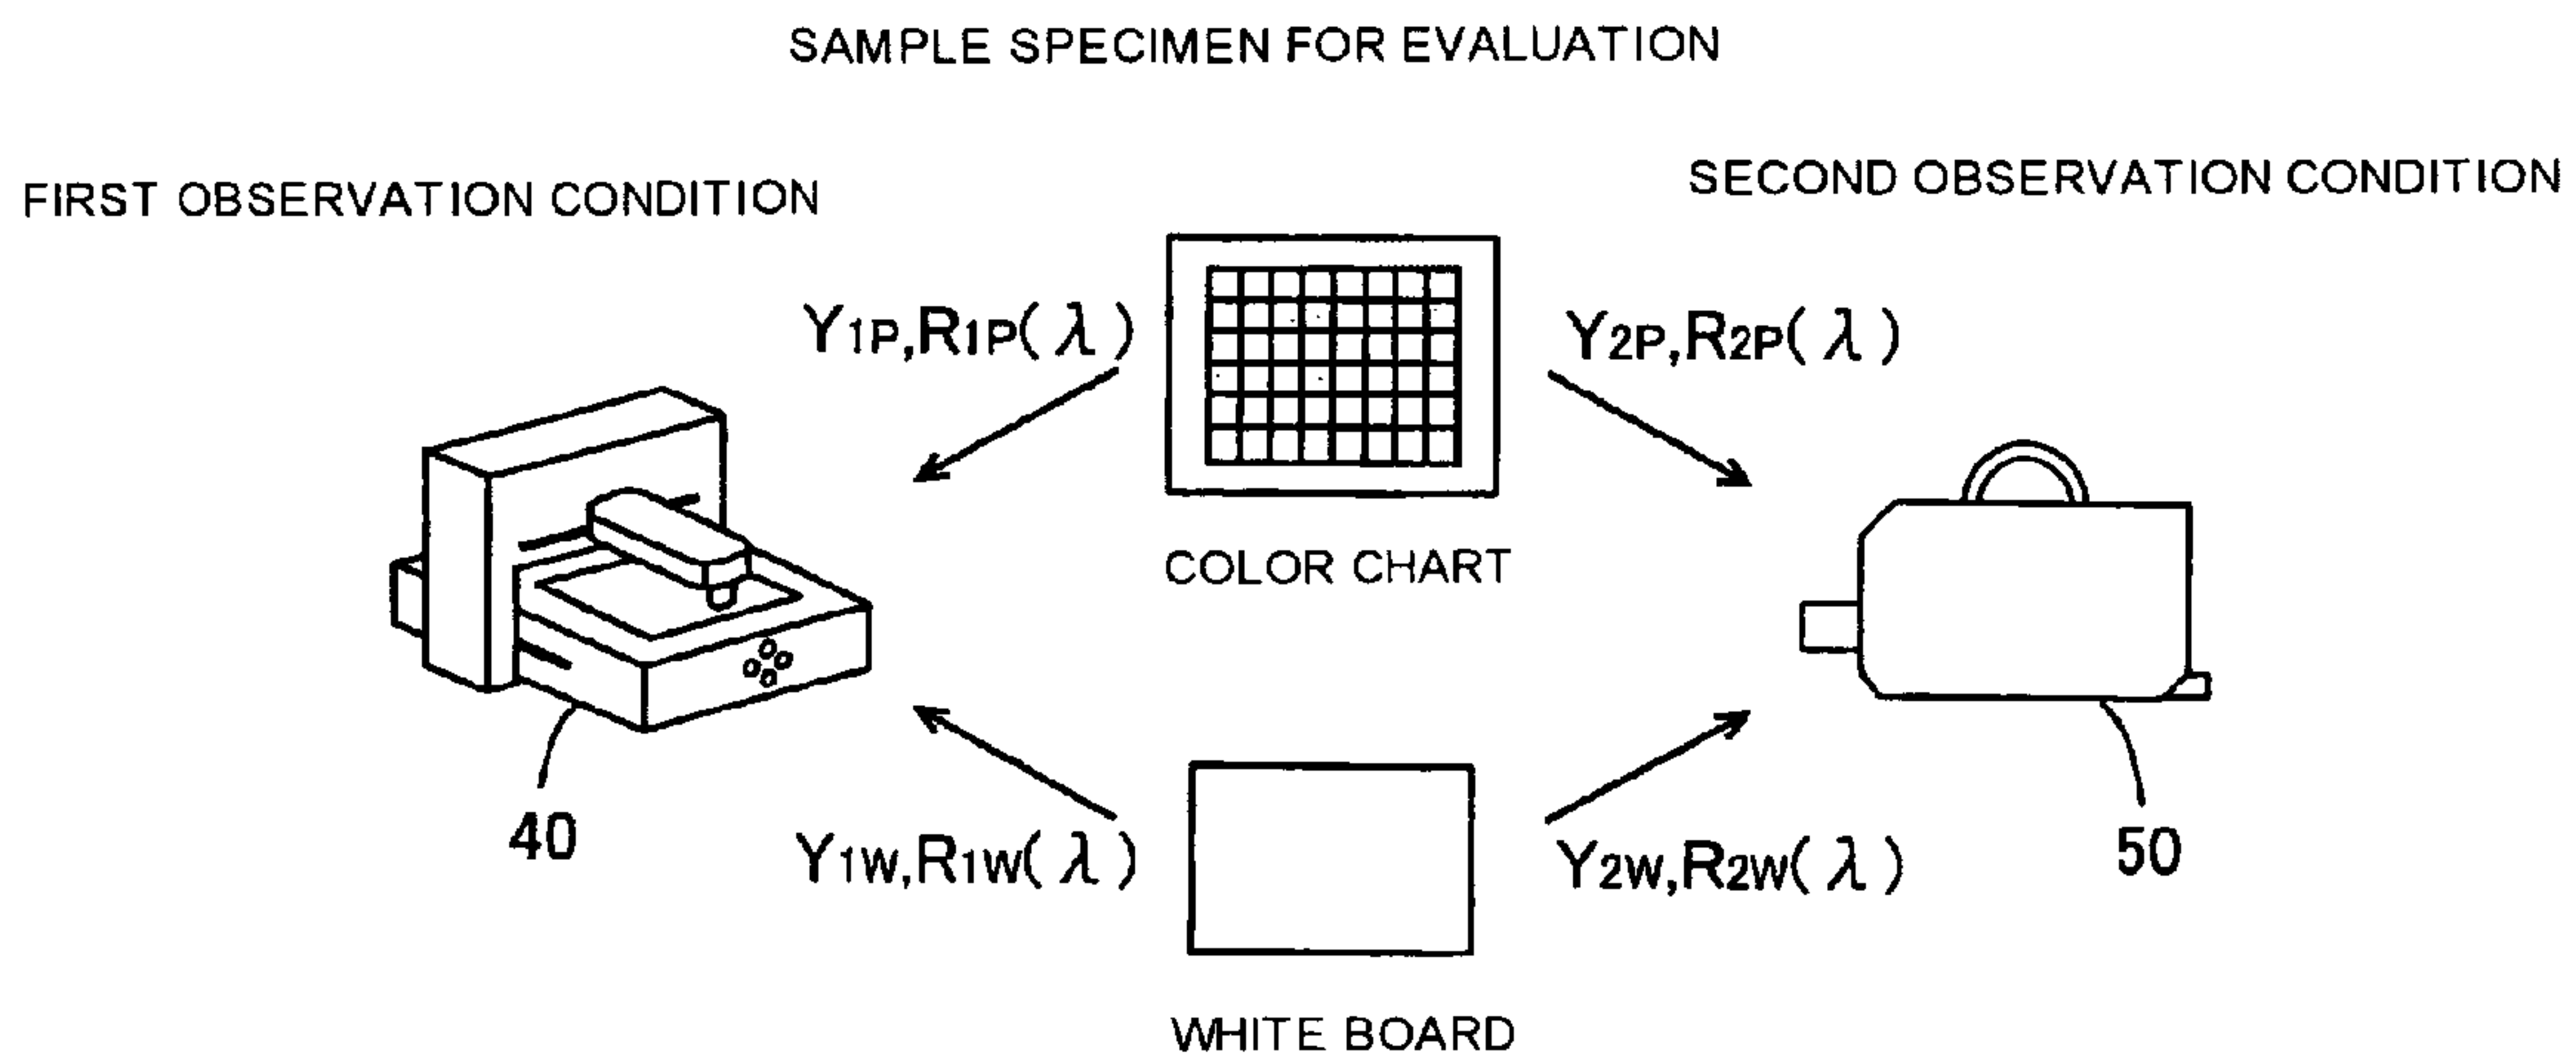 SAMPLE SPECIMEN FOR EVALUATION
FIRST OBSERVATION CONDITION
SECOND OBSERVATION CONDITION
Y1P,R1P(λ)
Y2P,R2P(λ)
COLOR CHART
40
Y1W,R1W(λ)
Y2W,R2W(λ)
50
WHITE BOARD